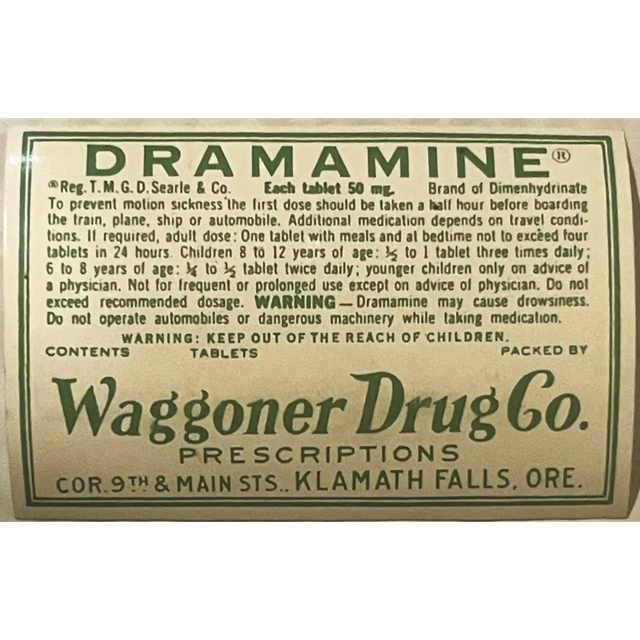 DRAMAMINE®
®Reg. T. M. G. D. Searle & Co. Each tablet 50 mg. Brand of Dimenhydrinate
To prevent motion sickness the first dose should be taken a half hour before boarding
the train, plane, ship or automobile. Additional medication depends on travel condi-
tions. If required, adult dose: One tablet with meals and at bedtime not to exceed four
tablets in 24 hours. Children 8 to 12 years of age: ½ to 1 tablet three times daily;
6 to 8 years of age: ¼ to ½ tablet twice daily; younger children only on advice of
a physician. Not for frequent or prolonged use except on advice of physician. Do not
exceed recommended dosage. WARNING — Dramamine may cause drowsiness.
Do not operate automobiles or dangerous machinery while taking medication.
WARNING: KEEP OUT OF THE REACH OF CHILDREN.
CONTENTS TABLETS PACKED BY
Waggoner Drug Co.
PRESCRIPTIONS
COR. 9TH & MAIN STS., KLAMATH FALLS, ORE.